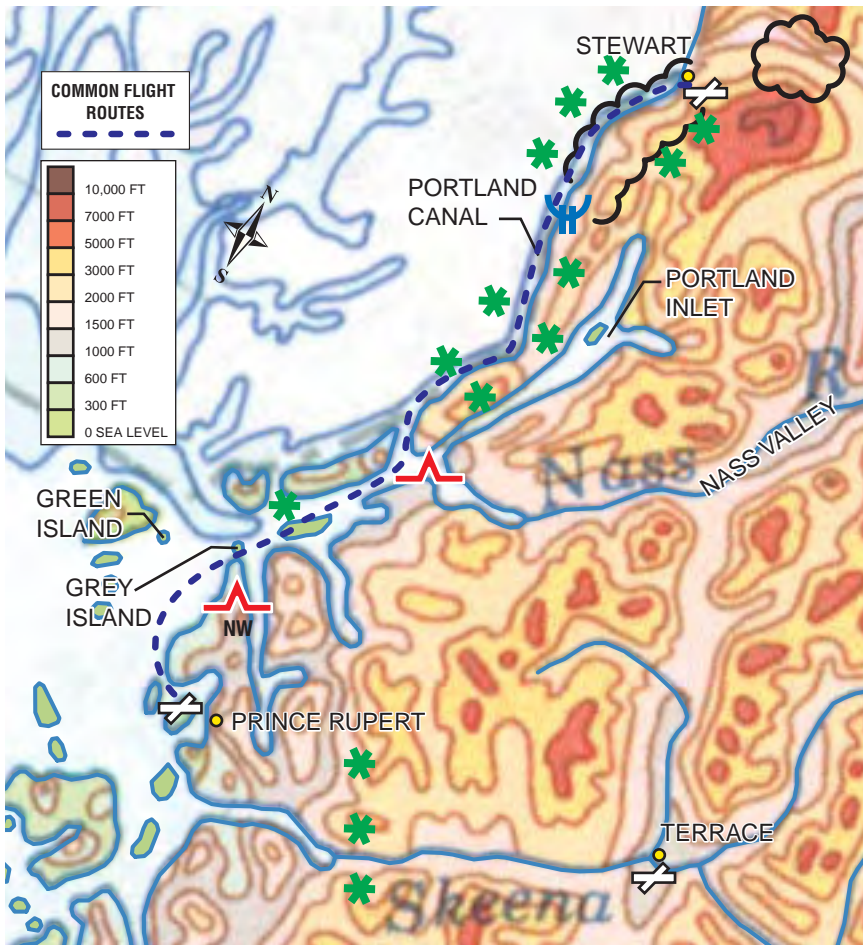 STEWART
COMMON FLIGHT
ROUTES
10,000 FT
7000 FT
5000 FT
3000 FT
2000 FT
1500 FT
1000 FT
600 FT
300 FT
0 SEA LEVEL
N
S
PORTLAND
CANAL
PORTLAND
INLET
R
Nass
NASS VALLEY
GREEN
ISLAND
GREY
ISLAND
NW
PRINCE RUPERT
TERRACE
Skeena